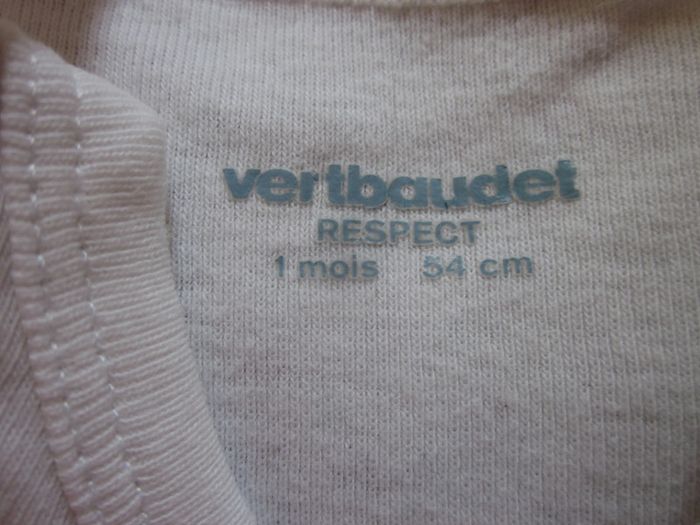 vertbaudet
RESPECT
1 mois 54 cm